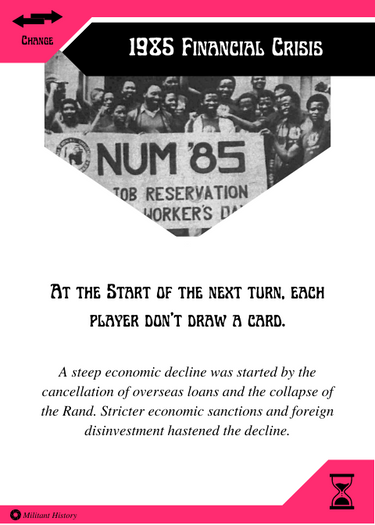 Change
1985 Financial Crisis
NUM '85
JOB RESERVATION
WORKER'S
At the Start of the next turn, each
player don't draw a card.
A steep economic decline was started by the
cancellation of overseas loans and the collapse of
the Rand. Stricter economic sanctions and foreign
disinvestment hastened the decline.
Militant History